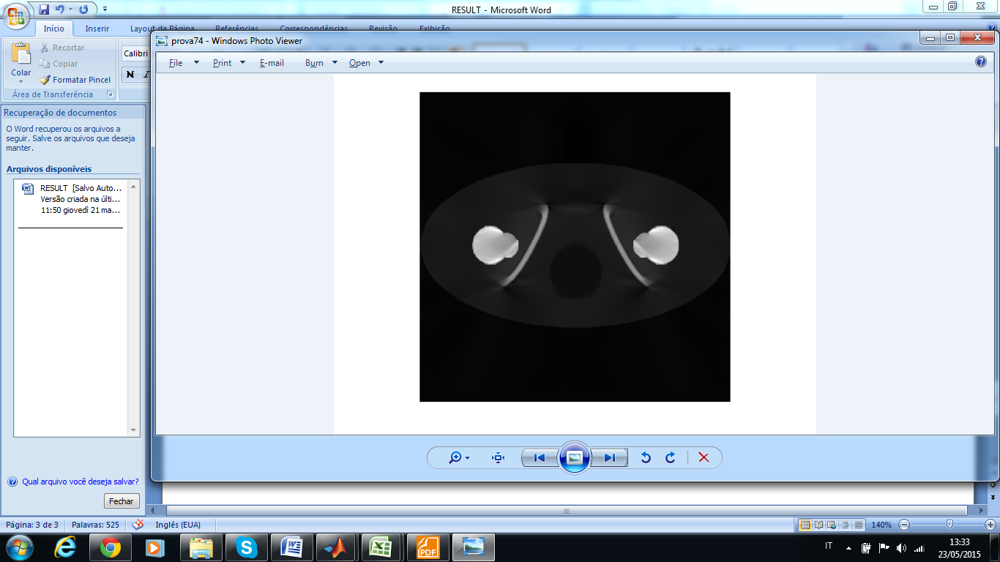 RESULT - Microsoft Word
Início
Inserir
Layout da Página
Referências
Correspondências
Revisão
Exibição
Colar
Recortar
Copiar
Formatar Pincel
Área de Transferência
Calibri
N
I
prova74 - Windows Photo Viewer
File
Print
E-mail
Burn
Open
Recuperação de documentos
O Word recuperou os arquivos a
seguir. Salve os arquivos que deseja
manter.
Arquivos disponíveis
RESULT [Salvo Auto...
Versão criada na últi...
11:50 giovedì 21 ma...
Qual arquivo você deseja salvar?
Fechar
Página: 3 de 3
Palavras: 525
Inglês (EUA)
140%
PDF
IT
13:33
23/05/2015